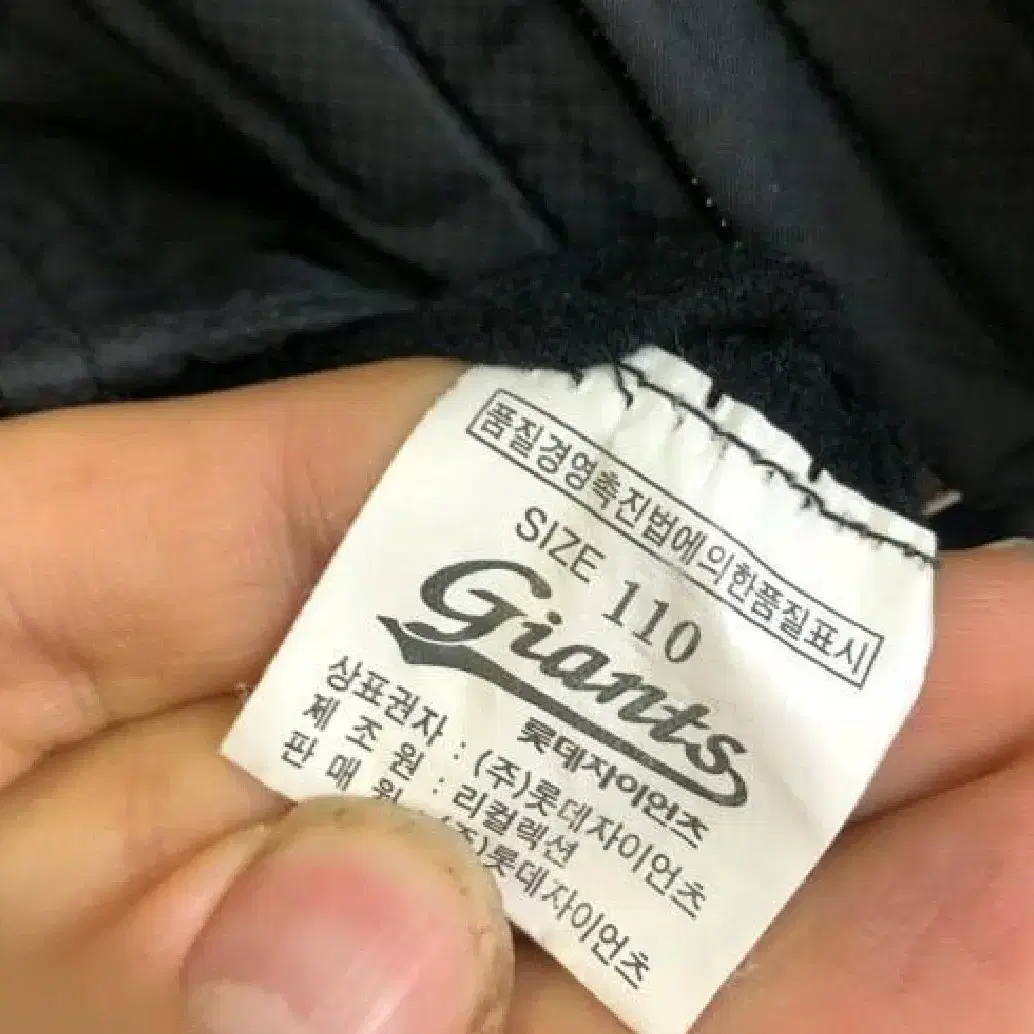 품질경영촉진법에의한품질표시
SIZE 110
Giants
롯데자이언츠
상표권자 : (주)롯데자이언츠
제 조 원 : 리컬렉션
판 매 원 (주)롯데자이언츠